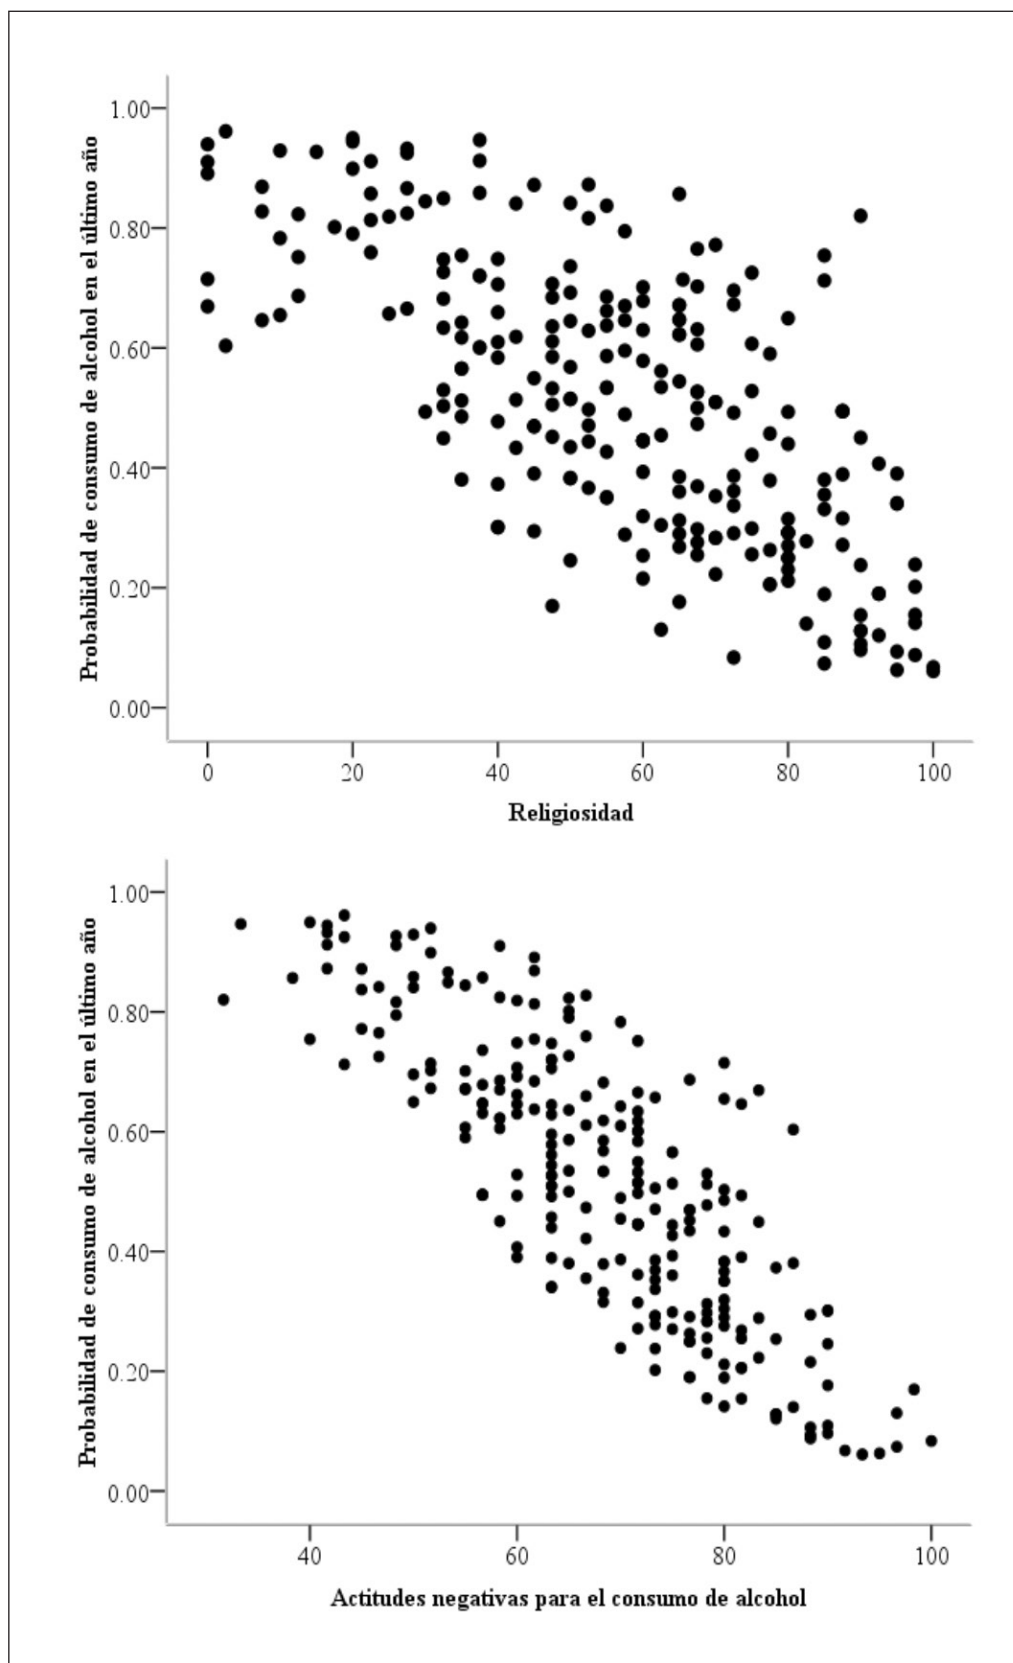 1.00
0.80
0.60
0.40
0.20
0.00
Probabilidad de consumo de alcohol en el último año
0 20 40 60 80 100
Religiosidad
1.00
0.80
0.60
0.40
0.20
0.00
Probabilidad de consumo de alcohol en el último año
40 60 80 100
Actitudes negativas para el consumo de alcohol